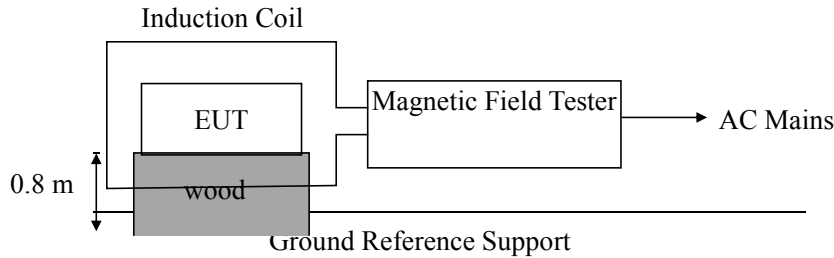 Induction Coil
Magnetic Field Tester
EUT
AC Mains
0.8 m
wood
Ground Reference Support